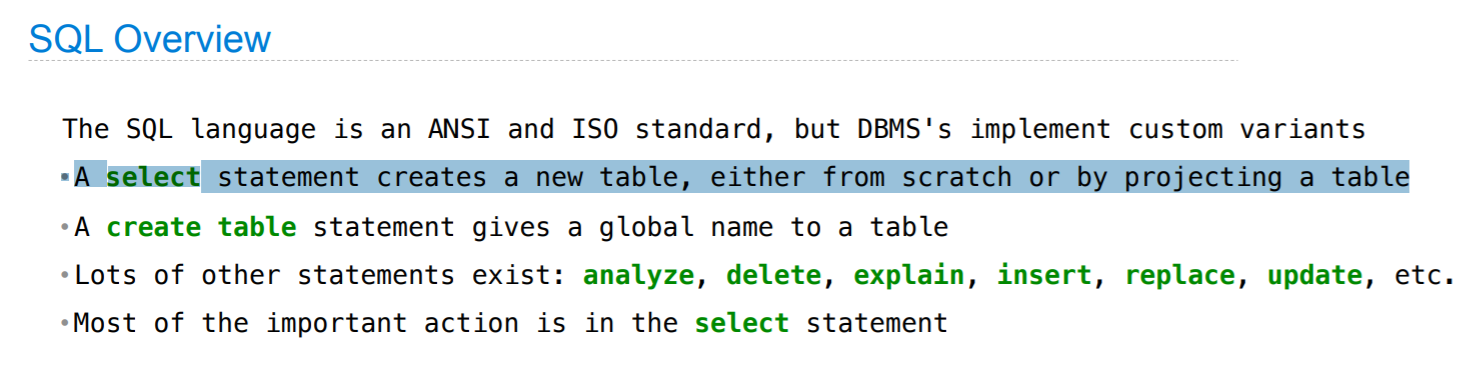 SQL Overview
The SQL language is an ANSI and ISO standard, but DBMS's implement custom variants
•A select statement creates a new table, either from scratch or by projecting a table
•A create table statement gives a global name to a table
•Lots of other statements exist: analyze, delete, explain, insert, replace, update, etc.
•Most of the important action is in the select statement